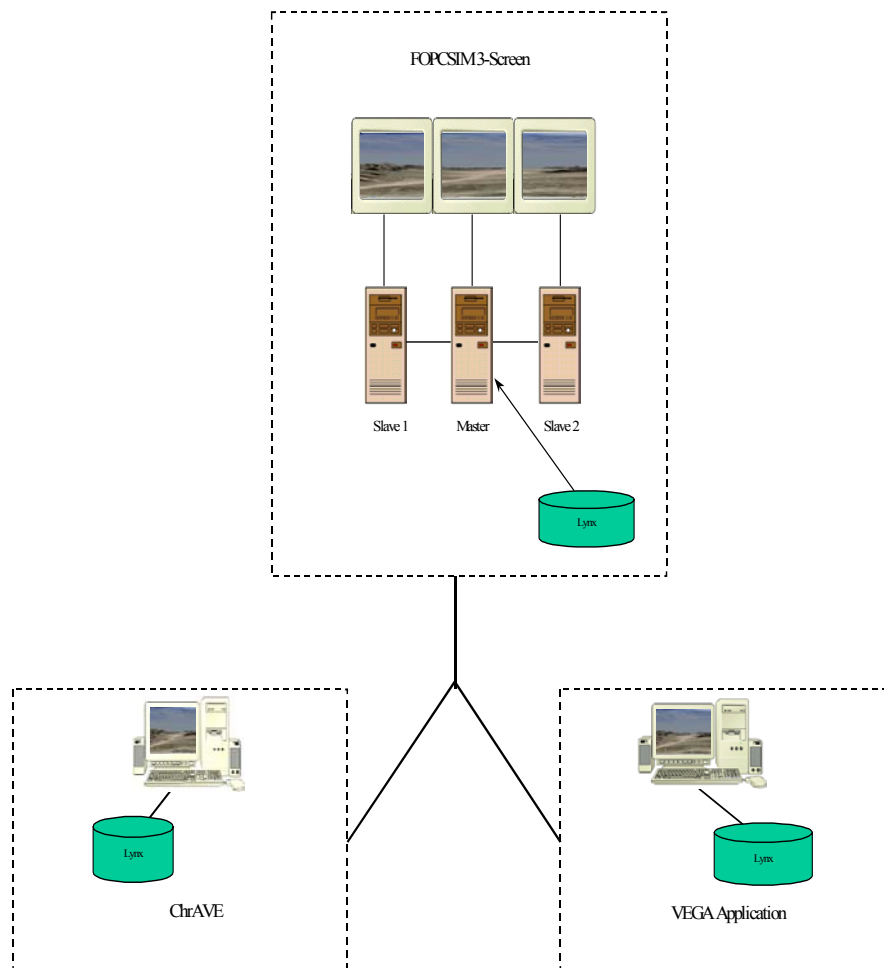 FOPCSIM 3-Screen
Slave 1
Master
Slave 2
Lynx
Lynx
Lynx
ChrAVE
VEGA Application